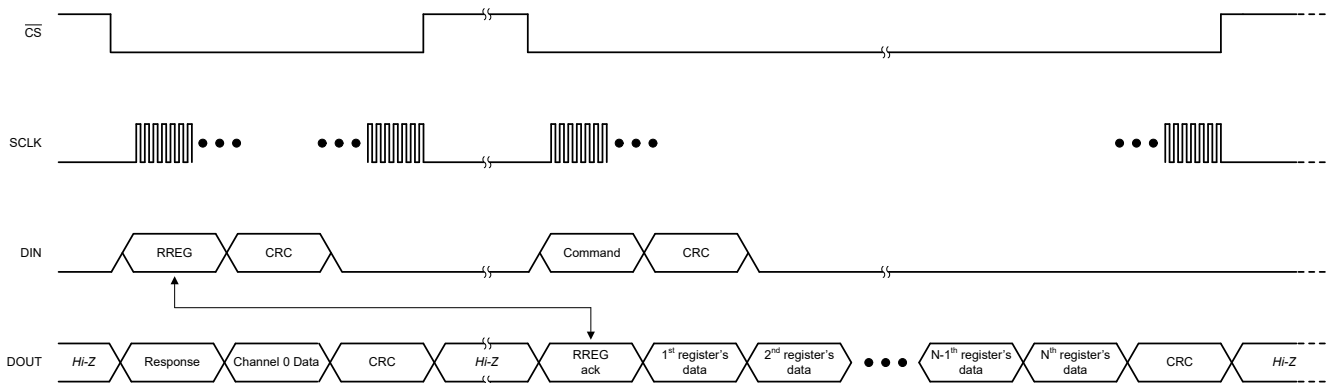 CS
SCLK
DIN
RREG
CRC
Command
CRC
DOUT
Hi-Z
Response
Channel 0 Data
CRC
Hi-Z
RREG
ack
1st register's
data
2nd register's
data
N-1th register's
data
Nth register's
data
CRC
Hi-Z